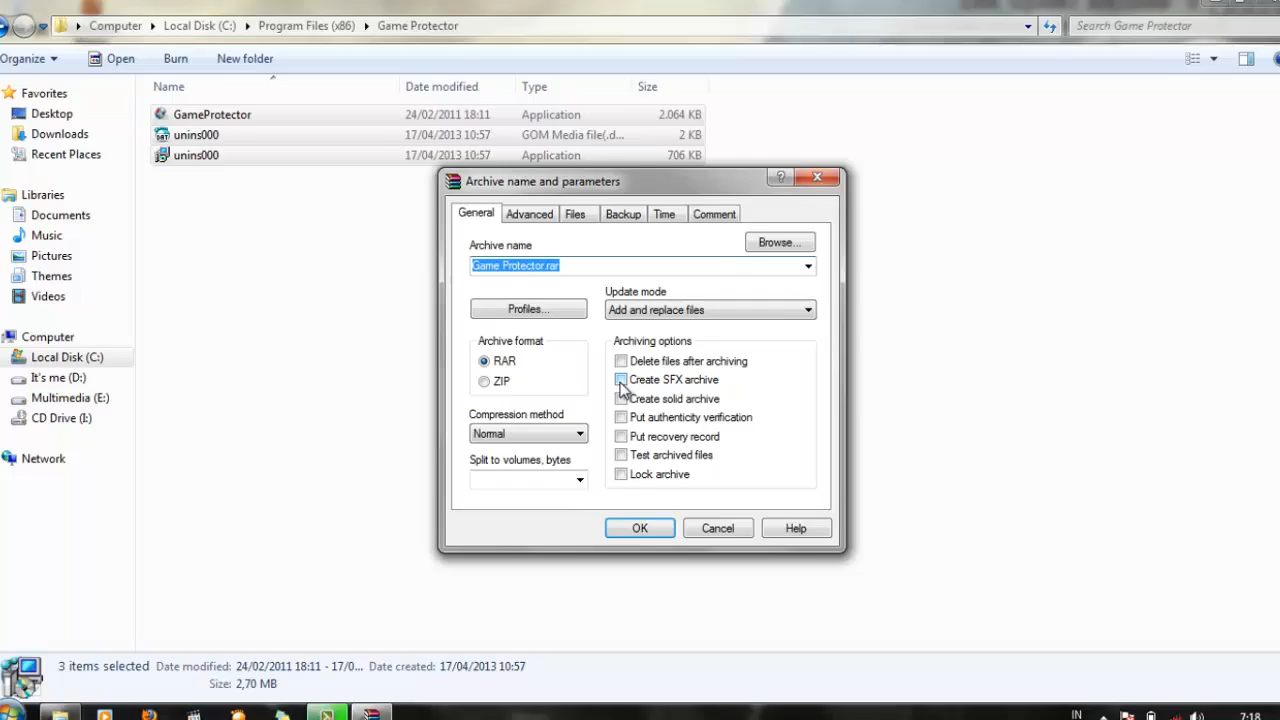 Computer Local Disk (C:) Program Files (x86) Game Protector Search Game Protector
Organize Open Burn New folder
Name Date modified Type Size
Favorites
Desktop
Downloads
Recent Places
Libraries
Documents
Music
Pictures
Themes
Videos
Computer
Local Disk (C:)
It's me (D:)
Multimedia (E:)
CD Drive (I:)
Network
GameProtector 24/02/2011 18:11 Application 2.064 KB
unins000 17/04/2013 10:57 GOM Media file(.d... 2 KB
unins000 17/04/2013 10:57 Application 706 KB
Archive name and parameters
General Advanced Files Backup Time Comment
Archive name
Browse...
Game Protector.rar
Update mode
Profiles... Add and replace files
Archive format
RAR
ZIP
Compression method
Normal
Split to volumes, bytes
Archiving options
Delete files after archiving
Create SFX archive
Create solid archive
Put authenticity verification
Put recovery record
Test archived files
Lock archive
OK Cancel Help
3 items selected Date modified: 24/02/2011 18:11 - 17/0... Date created: 17/04/2013 10:57
Size: 2,70 MB
IN 7:18